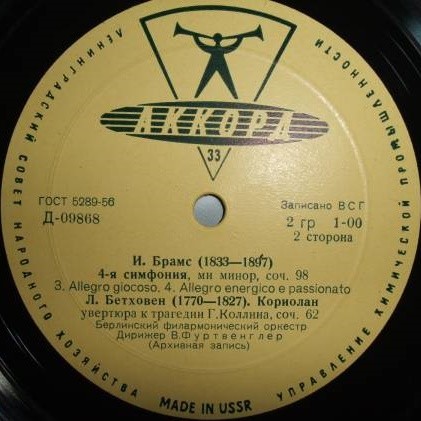 ЛЕНИНГРАДСКИЙ СОВЕТ НАРОДНОГО ХОЗЯЙСТВА
УПРАВЛЕНИЕ ХИМИЧЕСКОЙ ПРОМЫШЛЕННОСТИ
АККОРД
33
ГОСТ 5289-56
Д-09868
Записано ВСГ
2 гр 1-00
2 сторона
И. Брамс (1833—1897)
4-я симфония, ми минор, соч. 98
3. Allegro giocoso, 4. Allegro energico e passionato
Л. Бетховен (1770—1827). Кориолан
увертюра к трагедии Г. Коллина, соч. 62
Берлинский филармонический оркестр
Дирижер В. Фуртвенглер
(Архивная запись)
MADE IN USSR